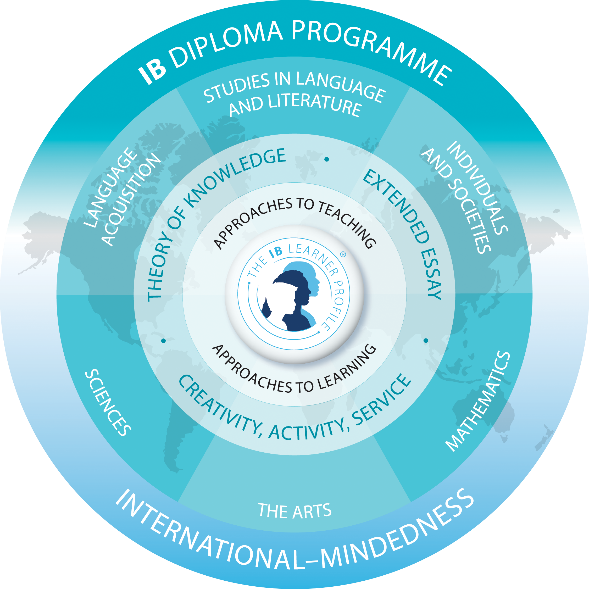 IB DIPLOMA PROGRAMME
STUDIES IN LANGUAGE
AND LITERATURE
LANGUAGE
ACQUISITION
INDIVIDUALS
AND SOCIETIES
THEORY OF KNOWLEDGE
EXTENDED ESSAY
APPROACHES TO TEACHING
THE IB LEARNER PROFILE ®
APPROACHES TO LEARNING
CREATIVITY, ACTIVITY, SERVICE
SCIENCES
MATHEMATICS
THE ARTS
INTERNATIONAL–MINDEDNESS